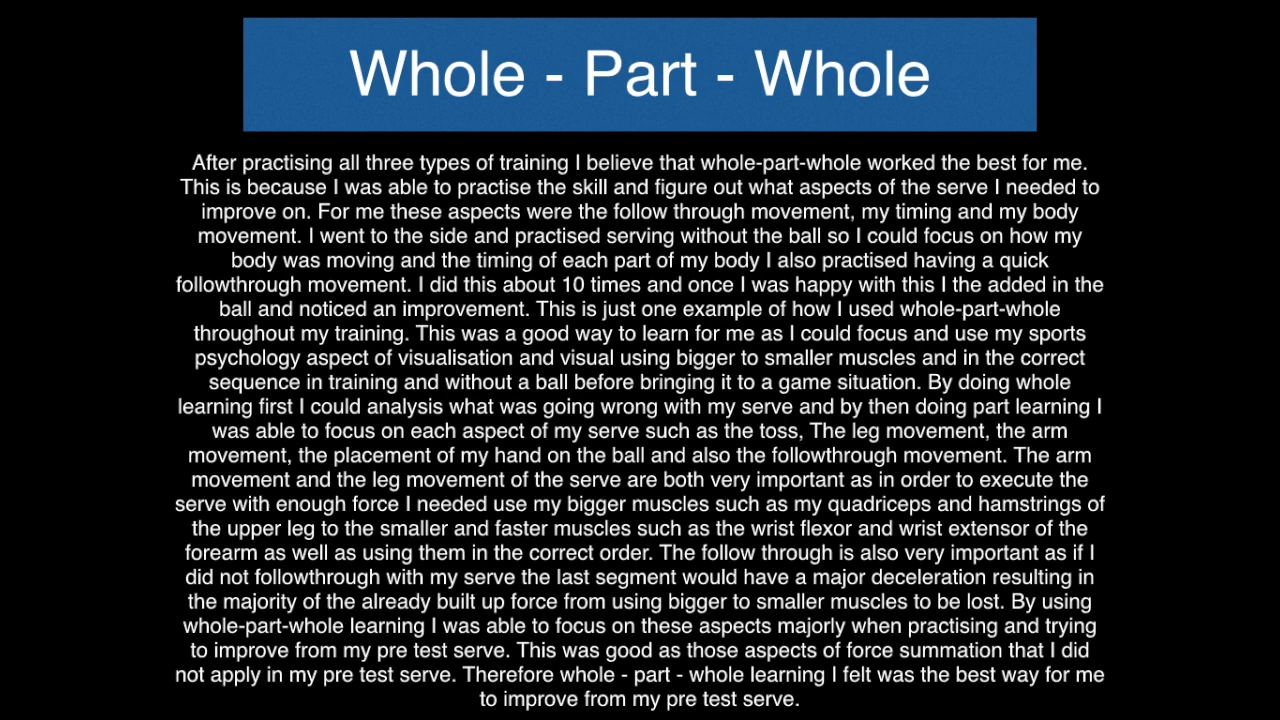 Whole - Part - Whole
After practising all three types of training I believe that whole-part-whole worked the best for me.
This is because I was able to practise the skill and figure out what aspects of the serve I needed to
improve on. For me these aspects were the follow through movement, my timing and my body
movement. I went to the side and practised serving without the ball so I could focus on how my
body was moving and the timing of each part of my body I also practised having a quick
followthrough movement. I did this about 10 times and once I was happy with this I the added in the
ball and noticed an improvement. This is just one example of how I used whole-part-whole
throughout my training. This was a good way to learn for me as I could focus and use my sports
psychology aspect of visualisation and visual using bigger to smaller muscles and in the correct
sequence in training and without a ball before bringing it to a game situation. By doing whole
learning first I could analysis what was going wrong with my serve and by then doing part learning I
was able to focus on each aspect of my serve such as the toss, The leg movement, the arm
movement, the placement of my hand on the ball and also the followthrough movement. The arm
movement and the leg movement of the serve are both very important as in order to execute the
serve with enough force I needed use my bigger muscles such as my quadriceps and hamstrings of
the upper leg to the smaller and faster muscles such as the wrist flexor and wrist extensor of the
forearm as well as using them in the correct order. The follow through is also very important as if I
did not followthrough with my serve the last segment would have a major deceleration resulting in
the majority of the already built up force from using bigger to smaller muscles to be lost. By using
whole-part-whole learning I was able to focus on these aspects majorly when practising and trying
to improve from my pre test serve. This was good as those aspects of force summation that I did
not apply in my pre test serve. Therefore whole - part - whole learning I felt was the best way for me
to improve from my pre test serve.